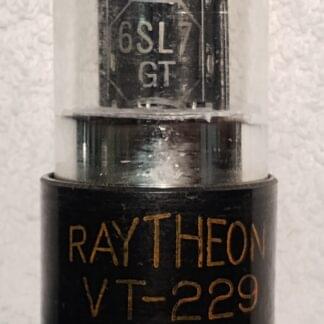 6SL7
GT
RAYTHEON
VT-229